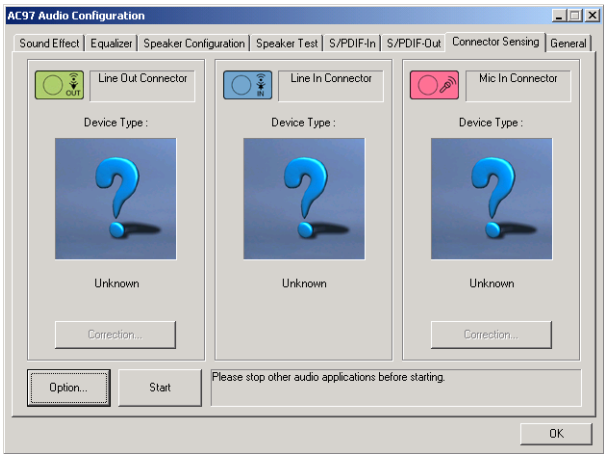 AC97 Audio Configuration
Sound Effect Equalizer Speaker Configuration Speaker Test S/PDIF-In S/PDIF-Out Connector Sensing General
OUT Line Out Connector
IN Line In Connector
Mic In Connector
Device Type :
Device Type :
Device Type :
Unknown
Unknown
Unknown
Correction...
Correction...
Option...
Start
Please stop other audio applications before starting.
OK